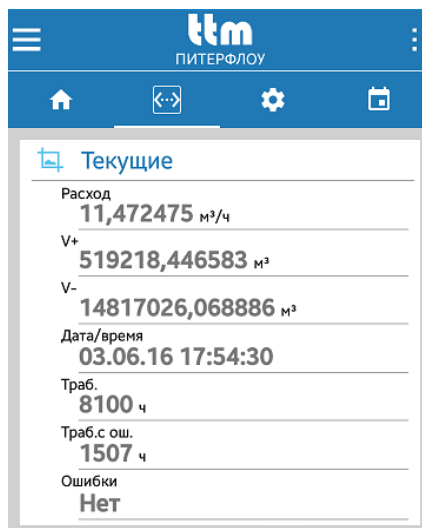 ttm
ПИТЕРФЛОУ
Текущие
Расход
11,472475 м³/ч
V+
519218,446583 м³
V-
14817026,068886 м³
Дата/время
03.06.16 17:54:30
Траб.
8100 ч
Траб.с ош.
1507 ч
Ошибки
Нет